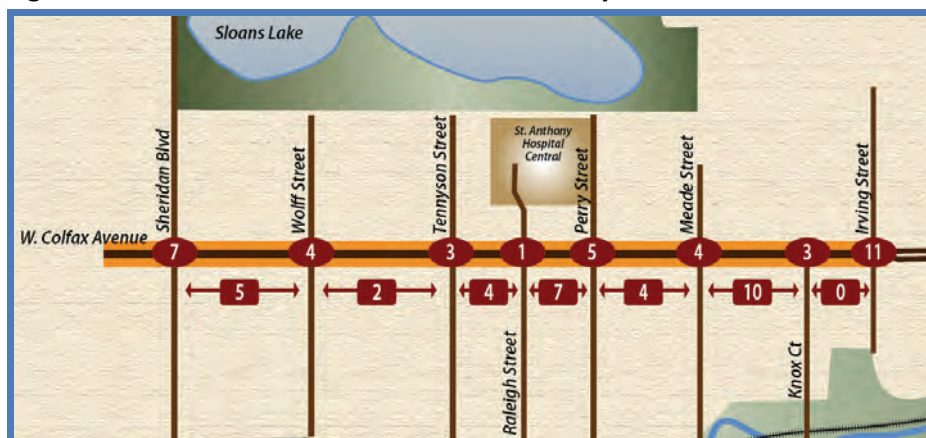 Sloans Lake
St. Anthony
Hospital
Central
Sheridan Blvd
Wolff Street
Tennyson Street
Perry Street
Meade Street
Irving Street
W. Colfax Avenue
7 4 3 1 5 4 3 11
5 2 4 7 4 10 0
Raleigh Street
Knox Ct